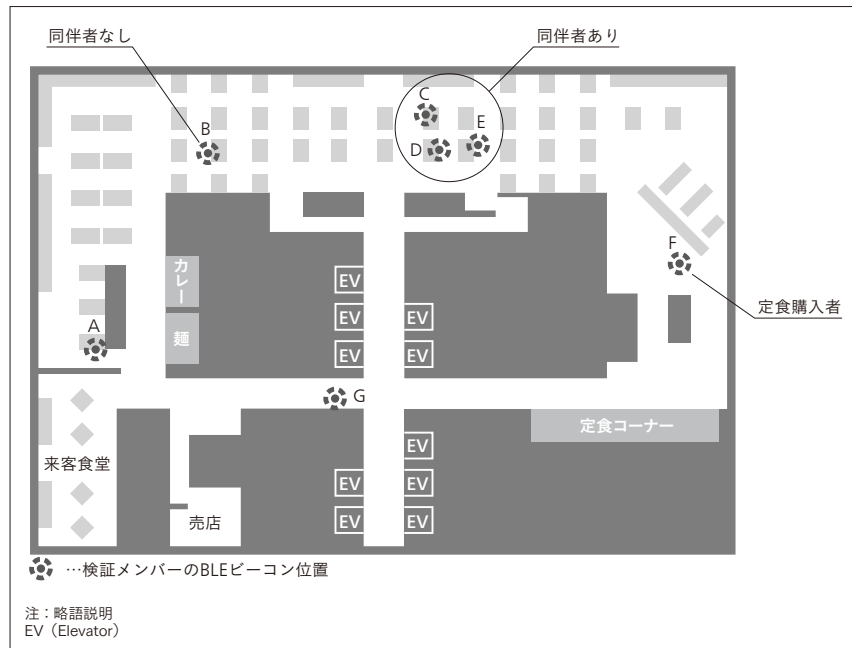 同伴者なし
同伴者あり
C
B
E
D
F
カレー
EV
定食購入者
EV
EV
麺
A
EV
EV
G
定食コーナー
EV
来客食堂
EV
EV
売店
EV
EV
…検証メンバーのBLEビーコン位置
注：略語説明
EV（Elevator）